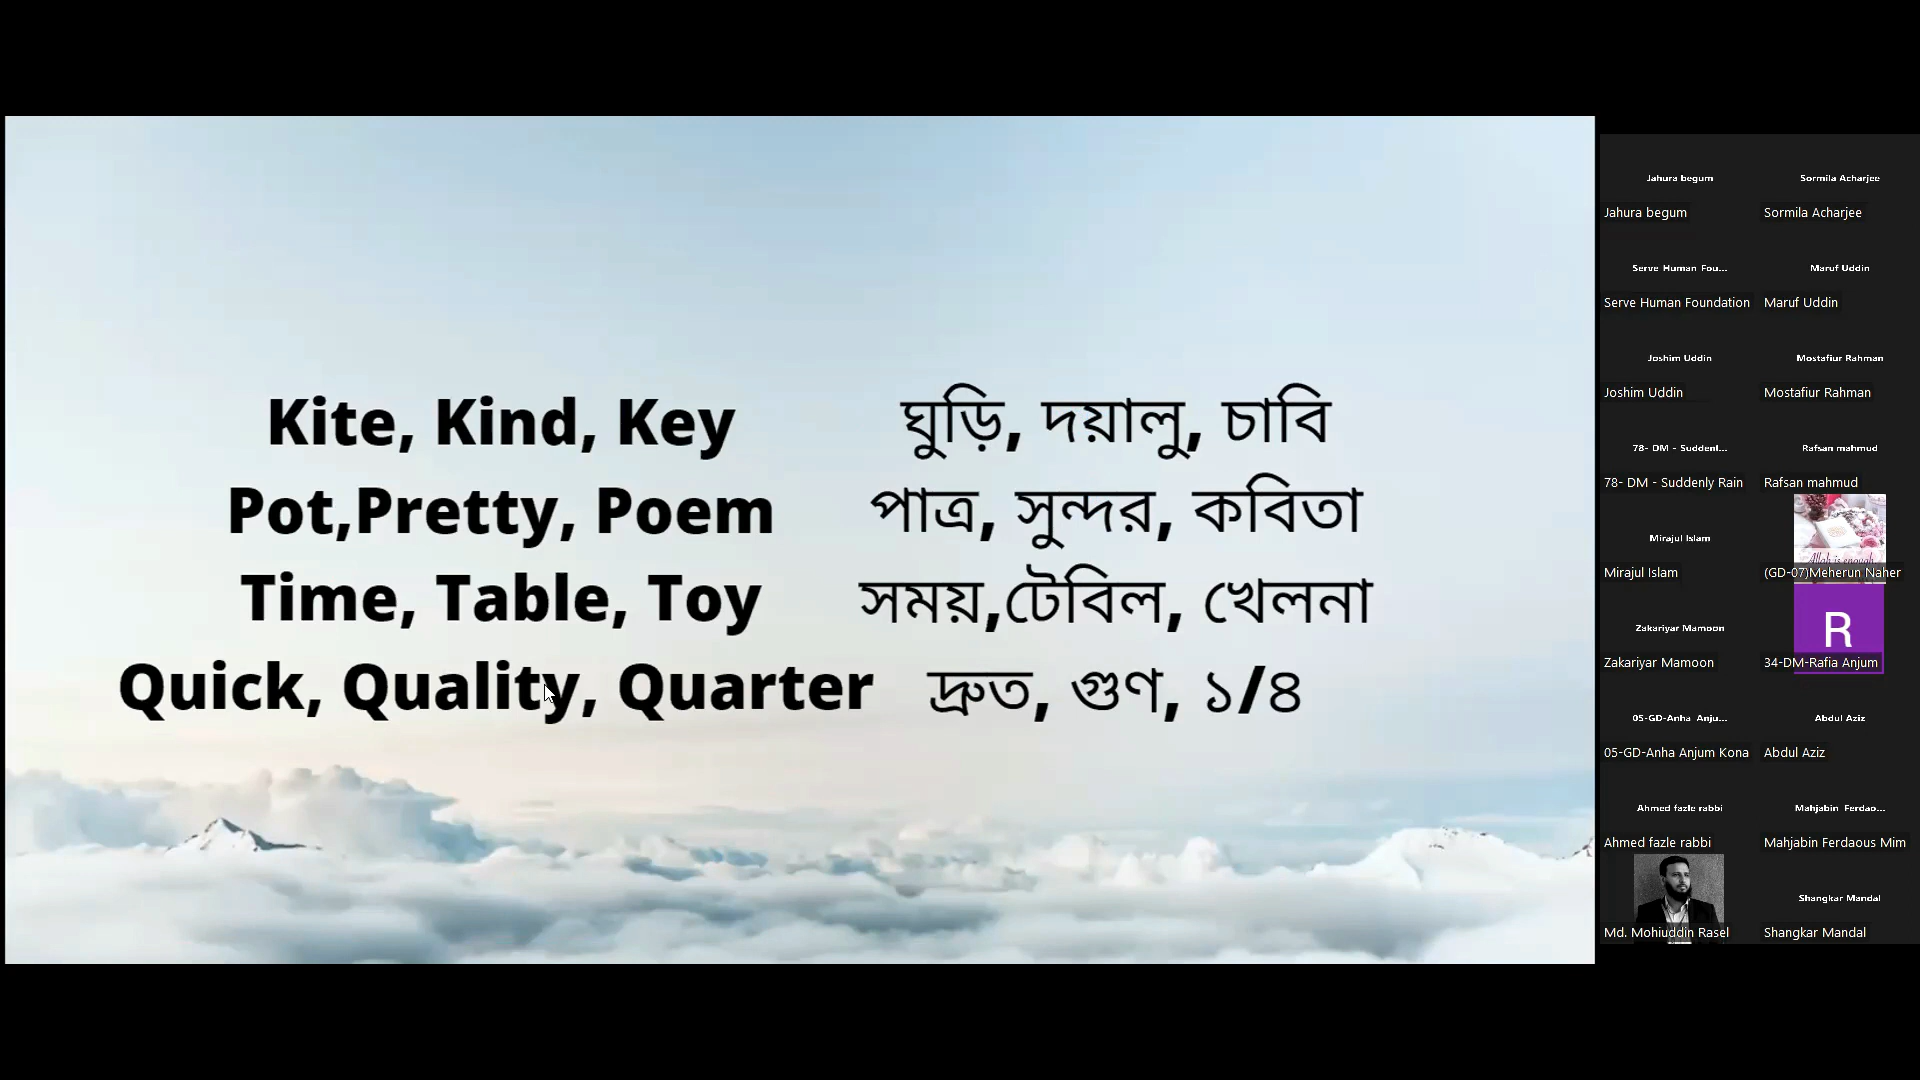 Kite, Kind, Key ঘুড়ি, দয়ালু, চাবি
Pot,Pretty, Poem পাত্র, সুন্দর, কবিতা
Time, Table, Toy সময়,টেবিল, খেলনা
Quick, Quality, Quarter দ্রুত, গুণ, ১/৪
Jahura begum
Jahura begum
Sormila Acharjee
Sormila Acharjee
Serve Human Fou...
Serve Human Foundation
Maruf Uddin
Maruf Uddin
Joshim Uddin
Joshim Uddin
Mostafiur Rahman
Mostafiur Rahman
78- DM - Suddenl...
78- DM - Suddenly Rain
Rafsan mahmud
Rafsan mahmud
Mirajul Islam
Mirajul Islam
Allah is enough
(GD-07)Meherun Naher
Zakariyar Mamoon
Zakariyar Mamoon
R
34-DM-Rafia Anjum
05-GD-Anha Anju...
05-GD-Anha Anjum Kona
Abdul Aziz
Abdul Aziz
Ahmed fazle rabbi
Ahmed fazle rabbi
Mahjabin Ferdao...
Mahjabin Ferdaous Mim
Md. Mohiuddin Rasel
Shangkar Mandal
Shangkar Mandal